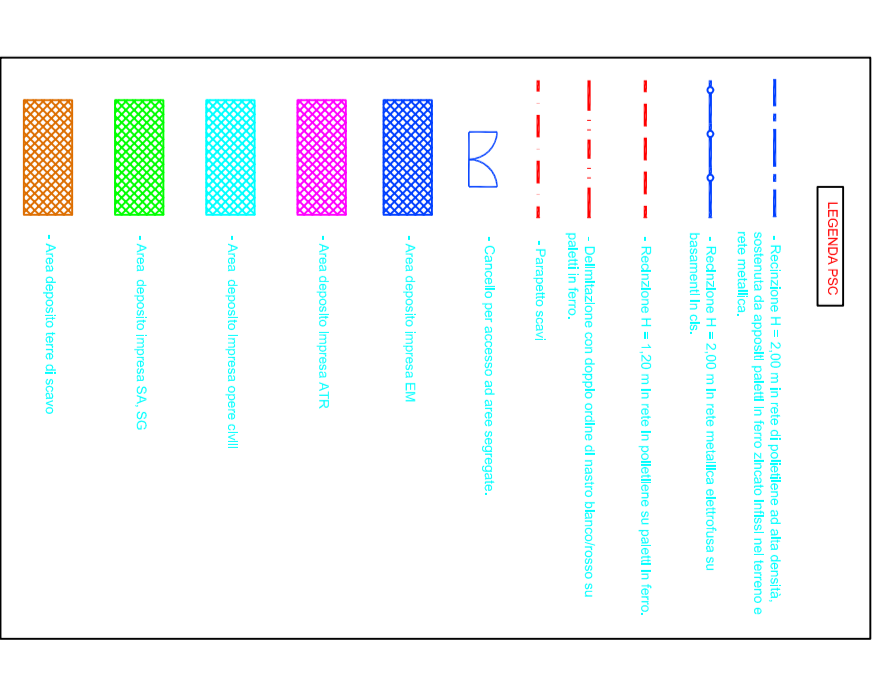 LEGENDA PSC
- Recinzione H = 2,00 m in rete di polietilene ad alta densità,
sostenuta da appositi paletti in ferro zincato infissi nel terreno e
rete metallica.
- Recinzione H = 2,00 m in rete metallica elettrofusa su
basamenti in cls.
- Recinzione H = 1,20 m in rete in polietilene su paletti in ferro.
- Delimitazione con doppio ordine di nastro bianco/rosso su
paletti in ferro.
- Parapetto scavi
- Cancello per accesso ad aree segregate.
- Area deposito impresa EM
- Area deposito impresa ATR
- Area deposito impresa opere civili
- Area deposito impresa SA, SG
- Area deposito terre di scavo